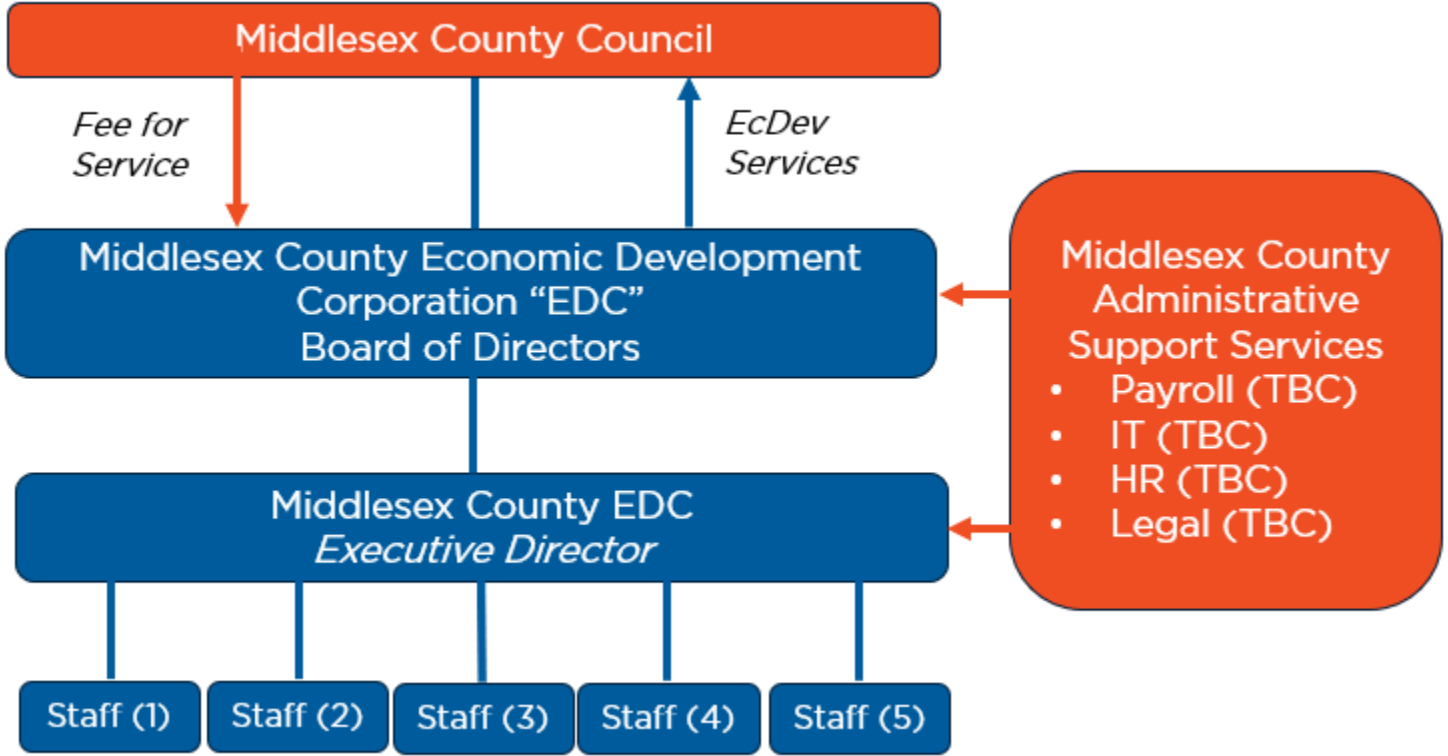 Middlesex County Council
Fee for
Service
EcDev
Services
Middlesex County Economic Development
Corporation “EDC”
Board of Directors
Middlesex County
Administrative
Support Services
• Payroll (TBC)
• IT (TBC)
• HR (TBC)
• Legal (TBC)
Middlesex County EDC
Executive Director
Staff (1)
Staff (2)
Staff (3)
Staff (4)
Staff (5)